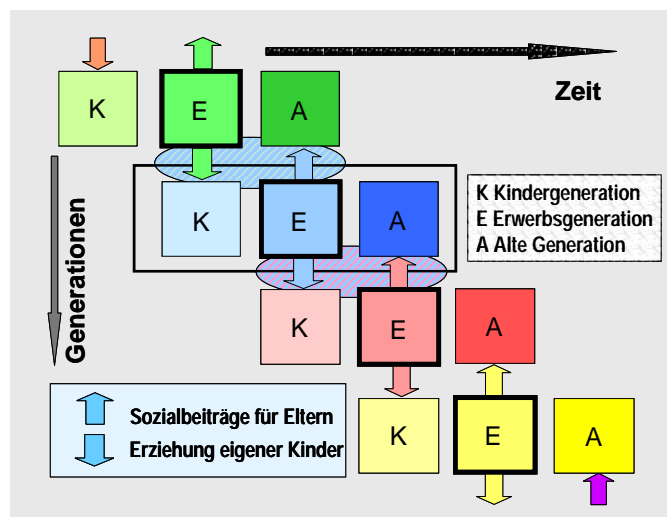 Zeit
K E A
K E A
K Kindergeneration
E Erwerbsgeneration
A Alte Generation
Generationen
K E A
K E A
Sozialbeiträge für Eltern
Erziehung eigener Kinder